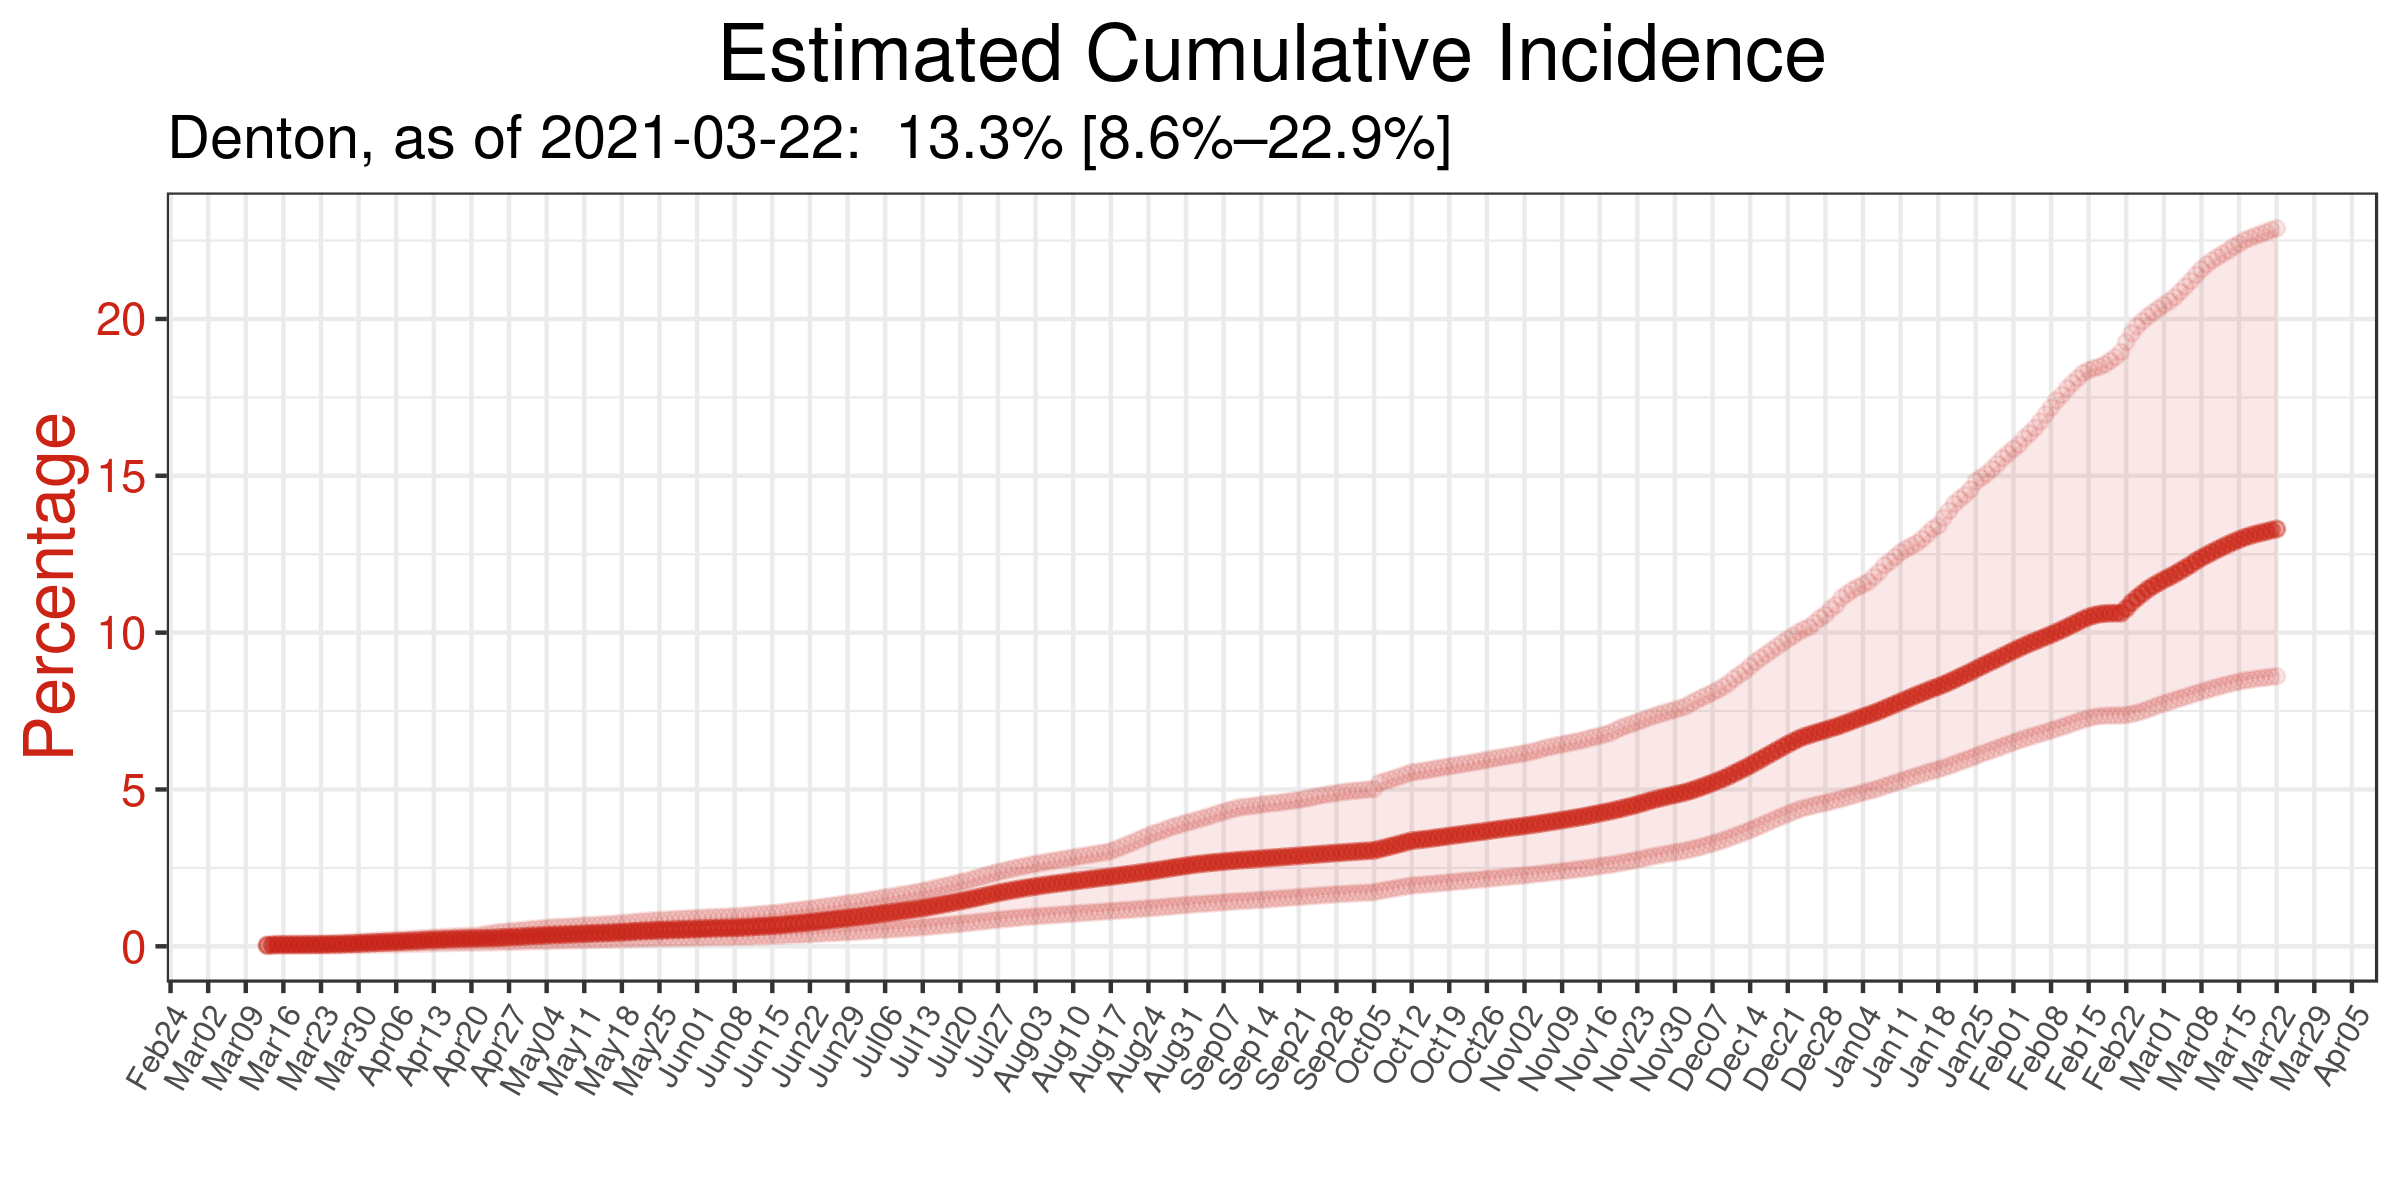 Estimated Cumulative Incidence
Denton, as of 2021-03-22:  13.3% [8.6%–22.9%]
Percentage
20
15
10
5
0
Feb24
Mar02
Mar09
Mar16
Mar23
Mar30
Apr06
Apr13
Apr20
Apr27
May04
May11
May18
May25
Jun01
Jun08
Jun15
Jun22
Jun29
Jul06
Jul13
Jul20
Jul27
Aug03
Aug10
Aug17
Aug24
Aug31
Sep07
Sep14
Sep21
Sep28
Oct05
Oct12
Oct19
Oct26
Nov02
Nov09
Nov16
Nov23
Nov30
Dec07
Dec14
Dec21
Dec28
Jan04
Jan11
Jan18
Jan25
Feb01
Feb08
Feb15
Feb22
Mar01
Mar08
Mar15
Mar22
Mar29
Apr05